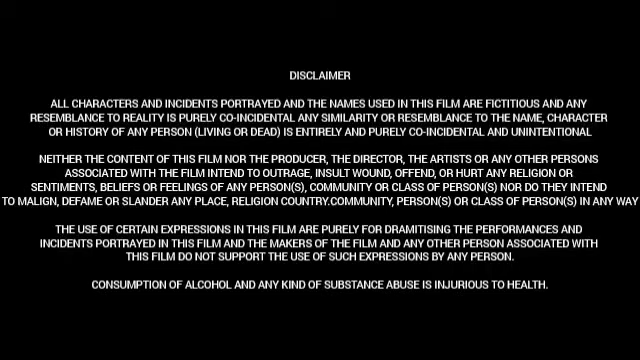 DISCLAIMER
ALL CHARACTERS AND INCIDENTS PORTRAYED AND THE NAMES USED IN THIS FILM ARE FICTITIOUS AND ANY
RESEMBLANCE TO REALITY IS PURELY CO-INCIDENTAL ANY SIMILARITY OR RESEMBLANCE TO THE NAME, CHARACTER
OR HISTORY OF ANY PERSON (LIVING OR DEAD) IS ENTIRELY AND PURELY CO-INCIDENTAL AND UNINTENTIONAL
NEITHER THE CONTENT OF THIS FILM NOR THE PRODUCER, THE DIRECTOR, THE ARTISTS OR ANY OTHER PERSONS
ASSOCIATED WITH THE FILM INTEND TO OUTRAGE, INSULT WOUND, OFFEND, OR HURT ANY RELIGION OR
SENTIMENTS, BELIEFS OR FEELINGS OF ANY PERSON(S), COMMUNITY OR CLASS OF PERSON(S) NOR DO THEY INTEND
TO MALIGN, DEFAME OR SLANDER ANY PLACE, RELIGION COUNTRY.COMMUNITY, PERSON(S) OR CLASS OF PERSON(S) IN ANY WAY
THE USE OF CERTAIN EXPRESSIONS IN THIS FILM ARE PURELY FOR DRAMITISING THE PERFORMANCES AND
INCIDENTS PORTRAYED IN THIS FILM AND THE MAKERS OF THE FILM AND ANY OTHER PERSON ASSOCIATED WITH
THIS FILM DO NOT SUPPORT THE USE OF SUCH EXPRESSIONS BY ANY PERSON.
CONSUMPTION OF ALCOHOL AND ANY KIND OF SUBSTANCE ABUSE IS INJURIOUS TO HEALTH.